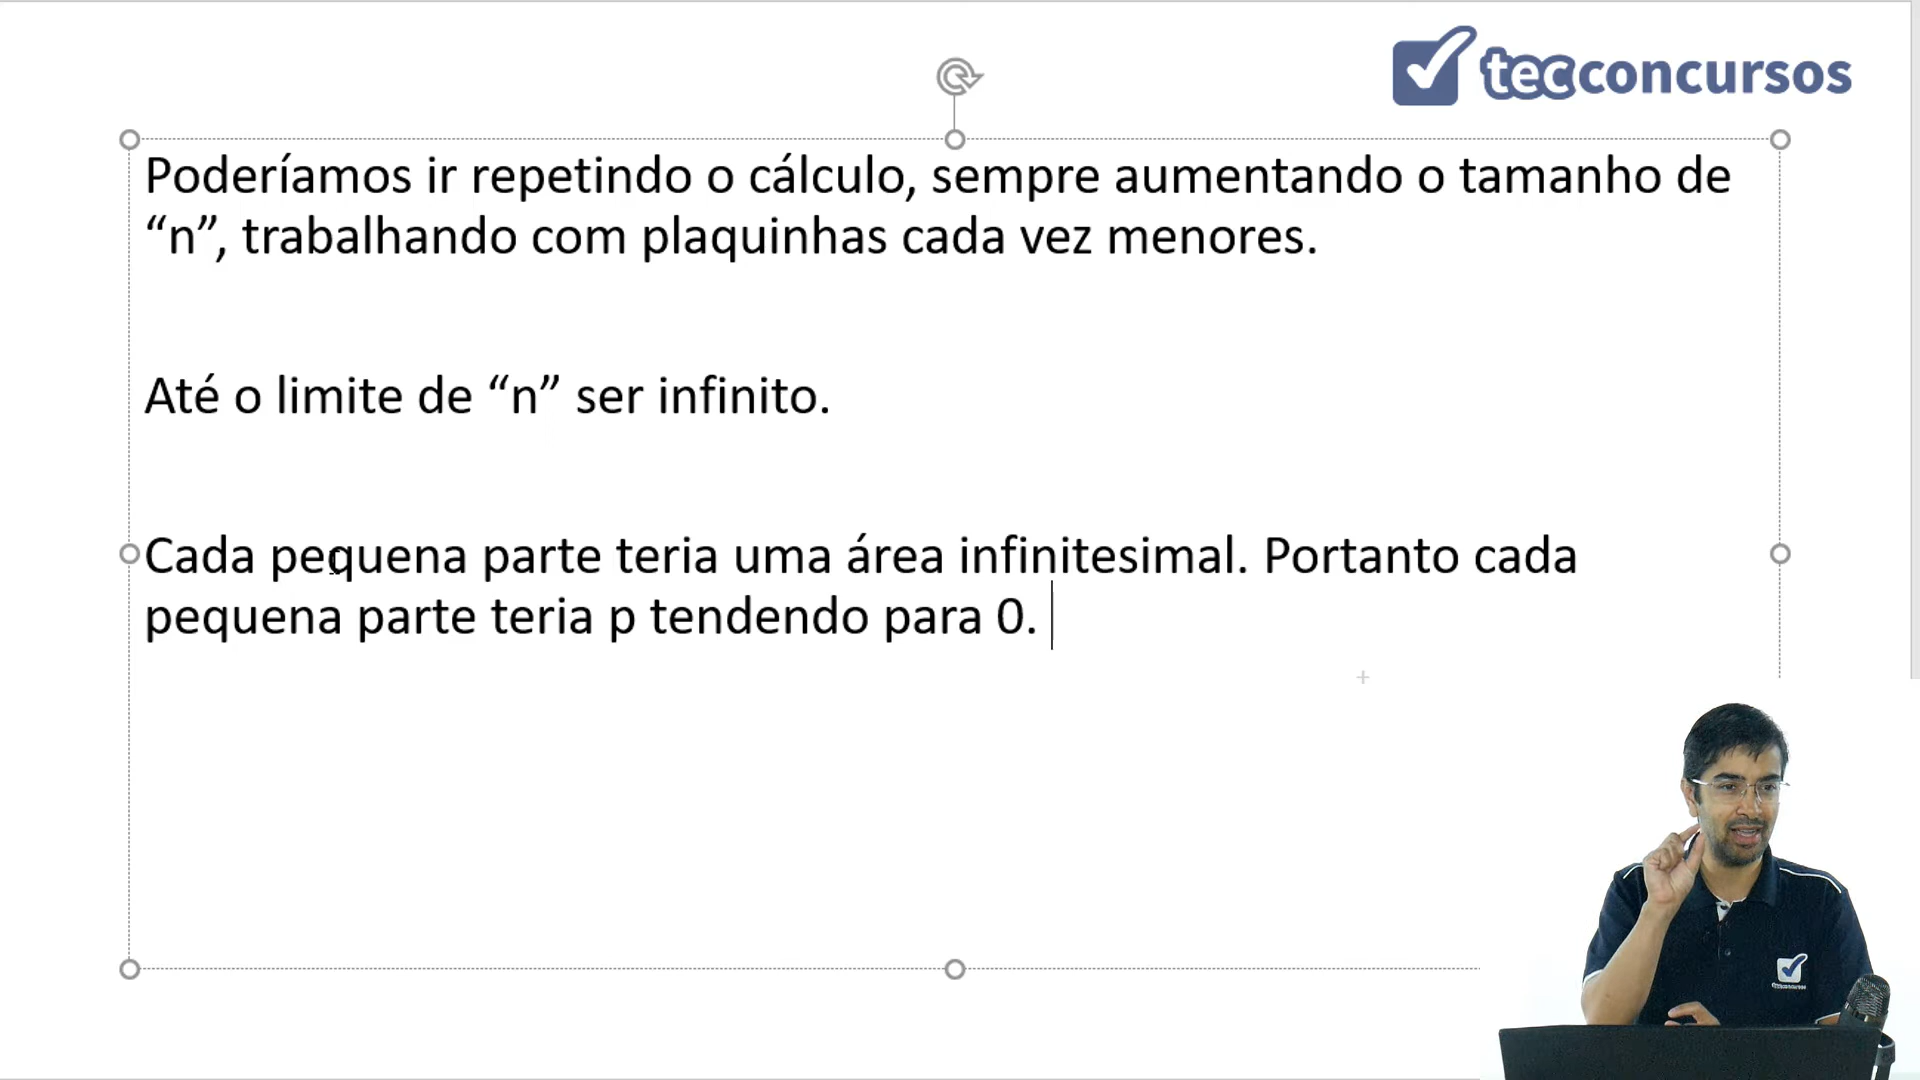 tecconcursos
Poderíamos ir repetindo o cálculo, sempre aumentando o tamanho de
“n”, trabalhando com plaquinhas cada vez menores.
Até o limite de “n” ser infinito.
Cada pequena parte teria uma área infinitesimal. Portanto cada
pequena parte teria p tendendo para 0.
tecconcursos